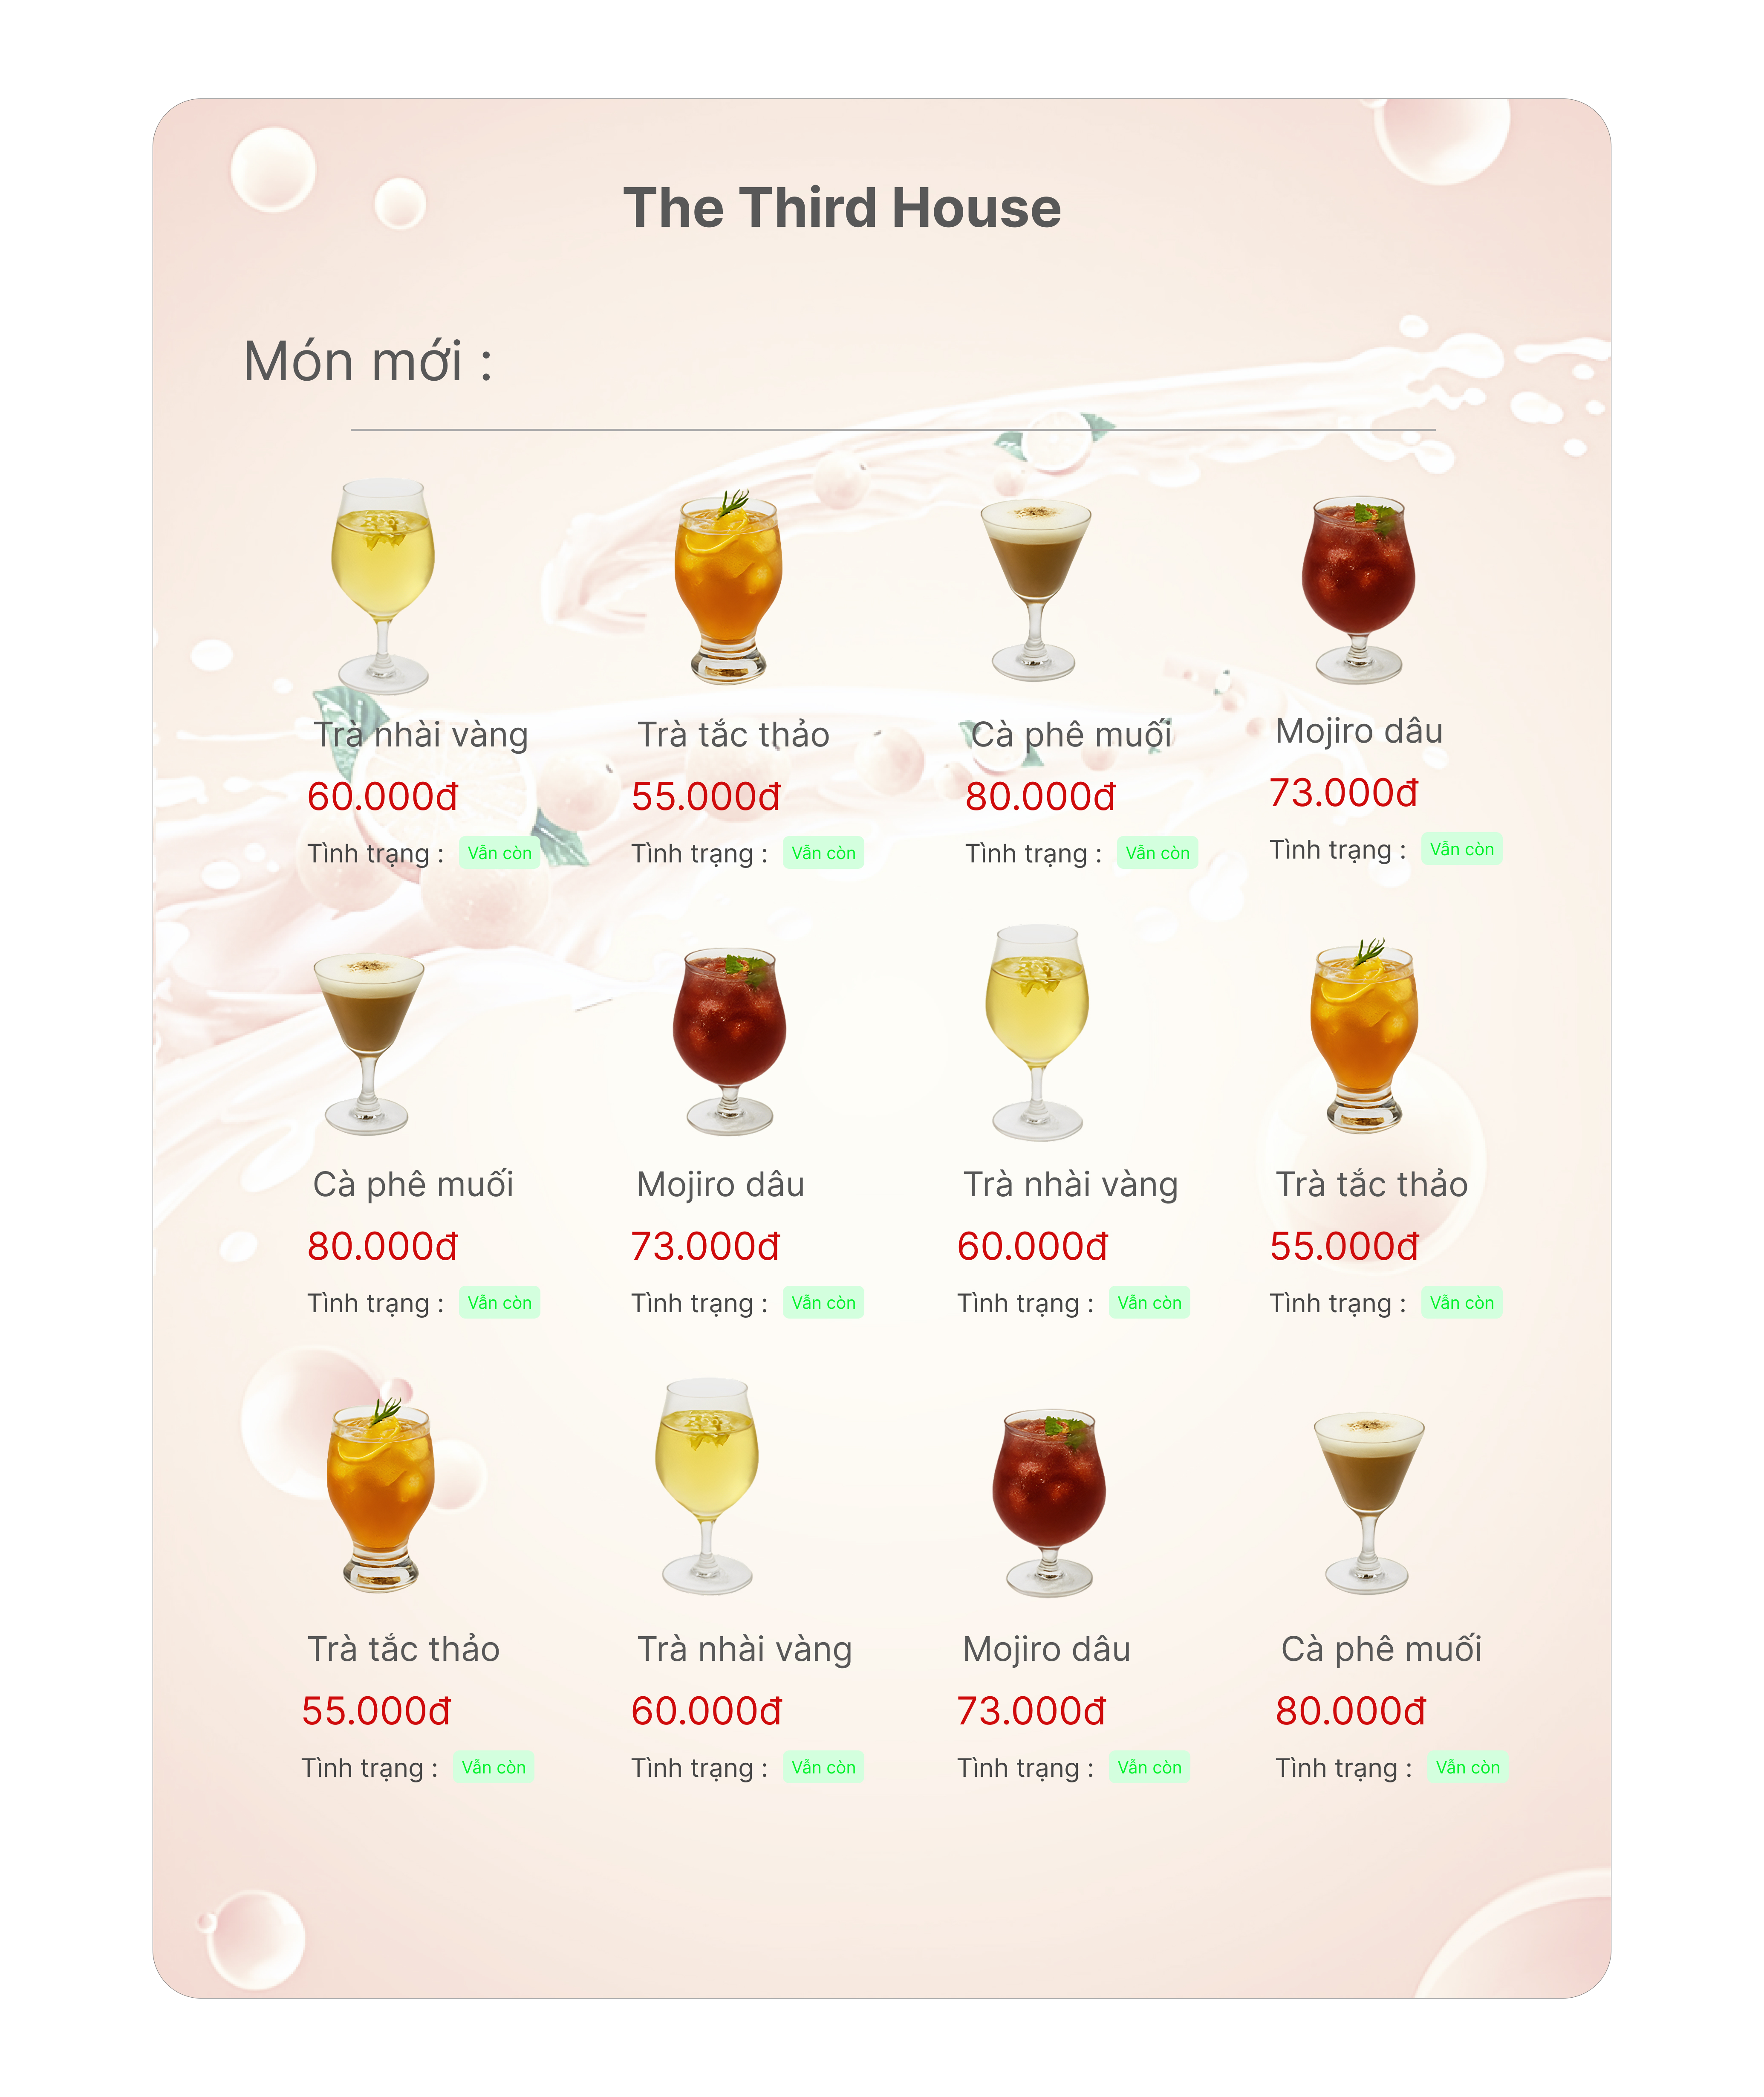 The Third House
Món mới :
Trà nhài vàng
60.000đ
Tình trạng : Vẫn còn
Trà tắc thảo
55.000đ
Tình trạng : Vẫn còn
Cà phê muối
80.000đ
Tình trạng : Vẫn còn
Mojiro dâu
73.000đ
Tình trạng : Vẫn còn
Cà phê muối
80.000đ
Tình trạng : Vẫn còn
Mojiro dâu
73.000đ
Tình trạng : Vẫn còn
Trà nhài vàng
60.000đ
Tình trạng : Vẫn còn
Trà tắc thảo
55.000đ
Tình trạng : Vẫn còn
Trà tắc thảo
55.000đ
Tình trạng : Vẫn còn
Trà nhài vàng
60.000đ
Tình trạng : Vẫn còn
Mojiro dâu
73.000đ
Tình trạng : Vẫn còn
Cà phê muối
80.000đ
Tình trạng : Vẫn còn